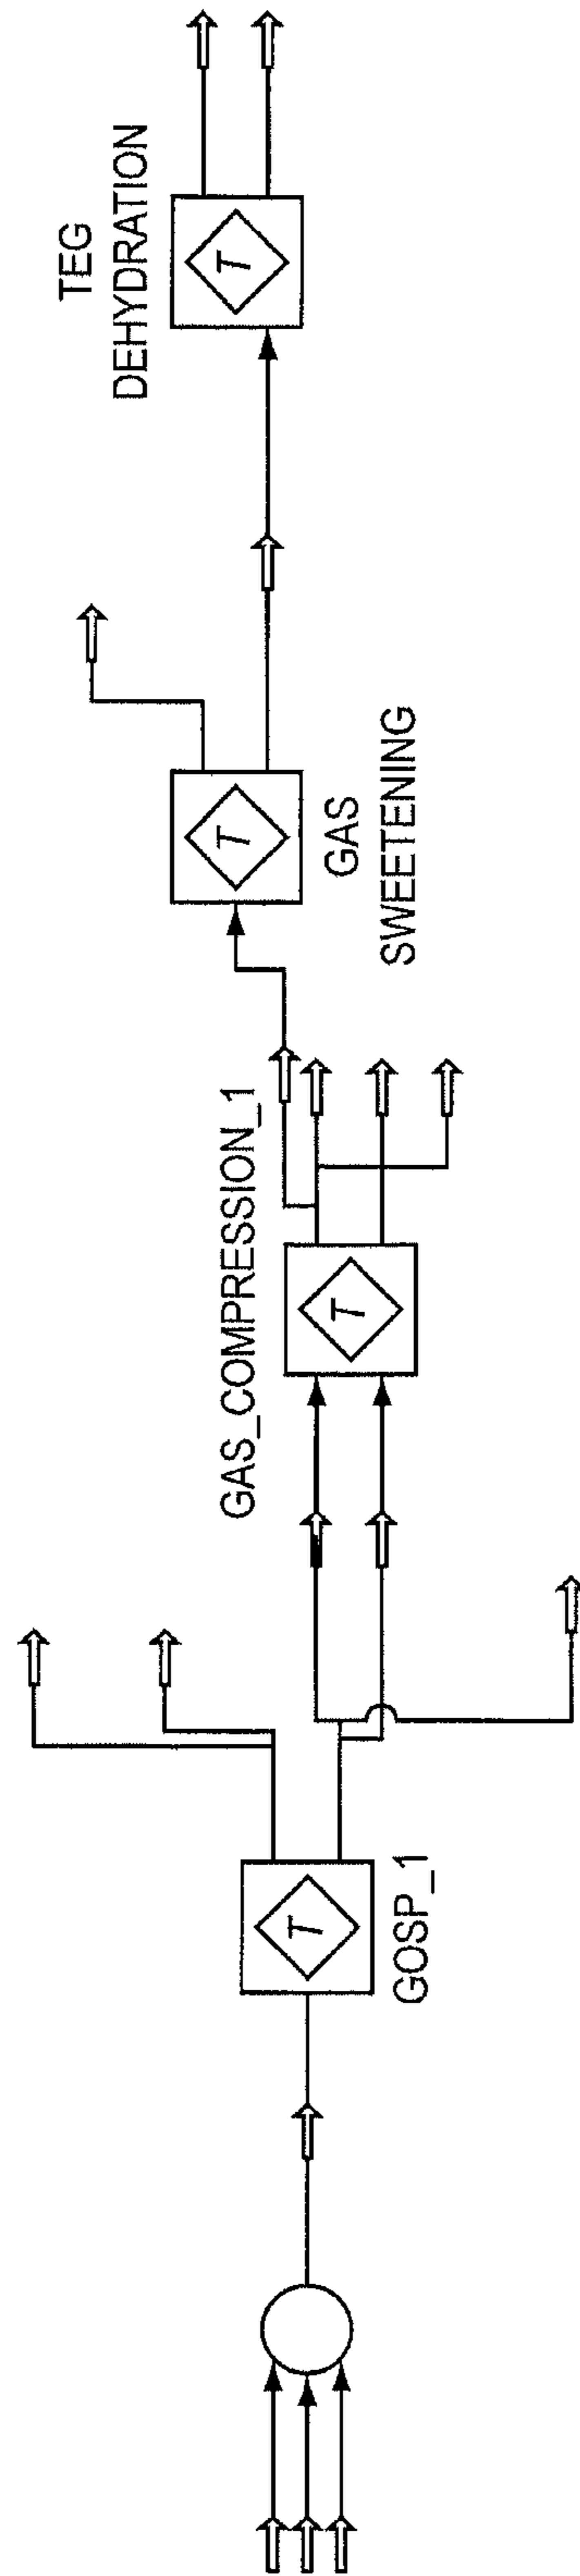 T
GOSP_1
GAS_COMPRESSION_1
T
T
GAS
SWEETENING
TEG
DEHYDRATION
T